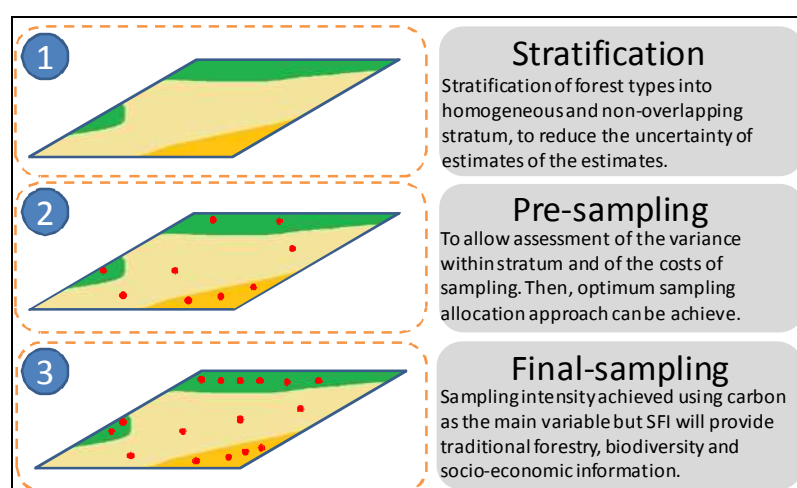 1
Stratification
Stratification of forest types into
homogeneous and non-overlapping
stratum, to reduce the uncertainty of
estimates of the estimates.
2
Pre-sampling
To allow assessment of the variance
within stratum and of the costs of
sampling. Then, optimum sampling
allocation approach can be achieve.
3
Final-sampling
Sampling intensity achieved using carbon
as the main variable but SFI will provide
traditional forestry, biodiversity and
socio-economic information.